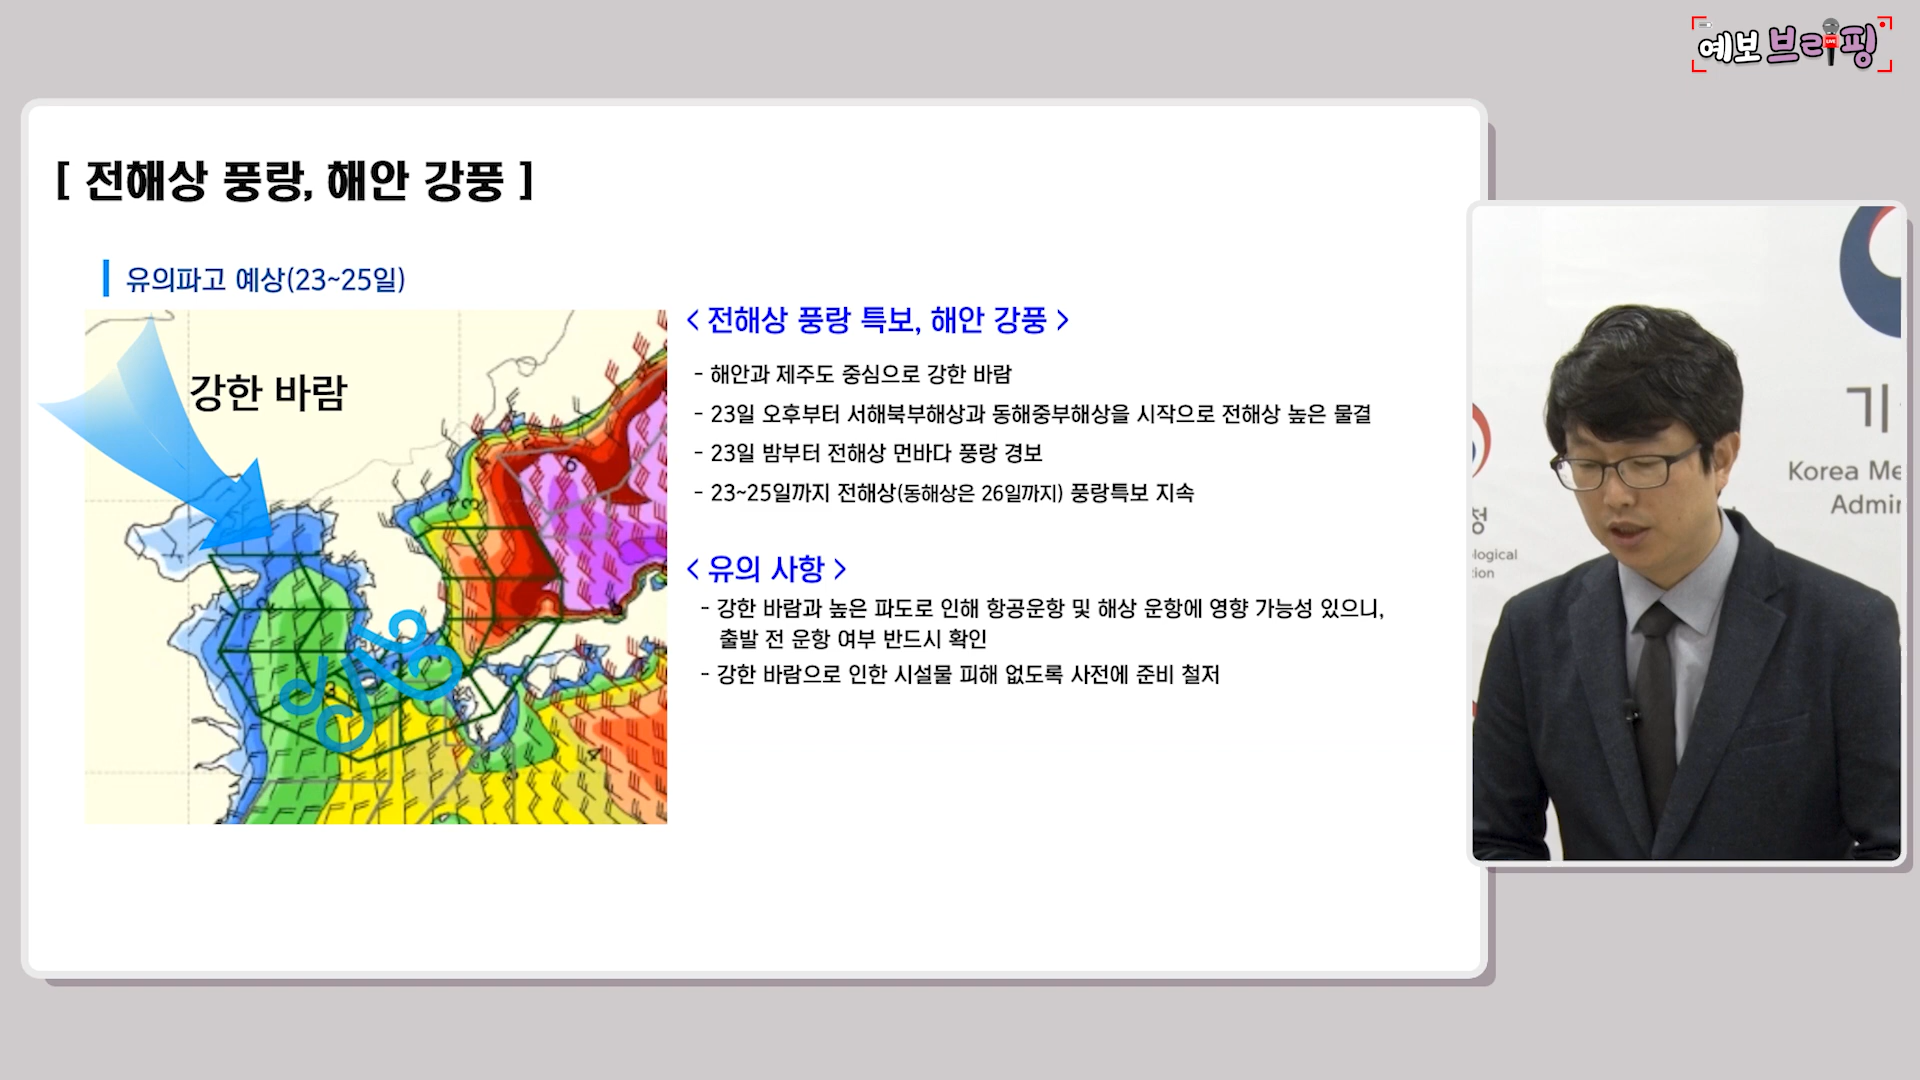 예보 브리핑
LIVE
[ 전해상 풍랑, 해안 강풍 ]
유의파고 예상(23~25일)
강한 바람
6
3
4
< 전해상 풍랑 특보, 해안 강풍 >
- 해안과 제주도 중심으로 강한 바람
- 23일 오후부터 서해북부해상과 동해중부해상을 시작으로 전해상 높은 물결
- 23일 밤부터 전해상 먼바다 풍랑 경보
- 23~25일까지 전해상(동해상은 26일까지) 풍랑특보 지속
< 유의 사항 >
- 강한 바람과 높은 파도로 인해 항공운항 및 해상 운항에 영향 가능성 있으니,
출발 전 운항 여부 반드시 확인
- 강한 바람으로 인한 시설물 피해 없도록 사전에 준비 철저
기
Korea Me
Admin
청
logical
tion